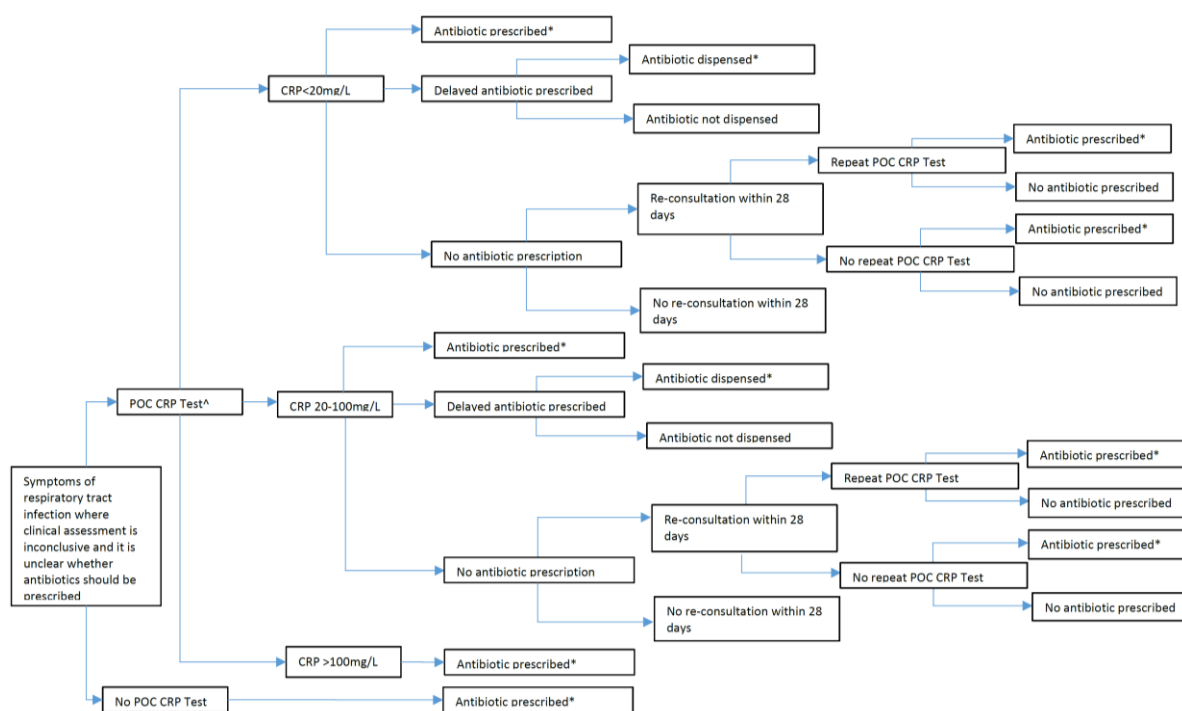 Antibiotic prescribed*
Antibiotic dispensed*
CRP<20mg/L
Delayed antibiotic prescribed
Antibiotic not dispensed
Antibiotic prescribed*
Repeat POC CRP Test
Re-consultation within 28
days
No antibiotic prescribed
Antibiotic prescribed*
No antibiotic prescription
No repeat POC CRP Test
No antibiotic prescribed
No re-consultation within 28
days
Antibiotic prescribed*
Antibiotic dispensed*
POC CRP Test^
CRP 20-100mg/L
Delayed antibiotic prescribed
Antibiotic not dispensed
Antibiotic prescribed*
Repeat POC CRP Test
Symptoms of
respiratory tract
infection where
clinical assessment is
inconclusive and it is
unclear whether
antibiotics should be
prescribed
Re-consultation within 28
days
No antibiotic prescribed
Antibiotic prescribed*
No antibiotic prescription
No repeat POC CRP Test
No antibiotic prescribed
No re-consultation within 28
days
CRP >100mg/L
Antibiotic prescribed*
No POC CRP Test
Antibiotic prescribed*